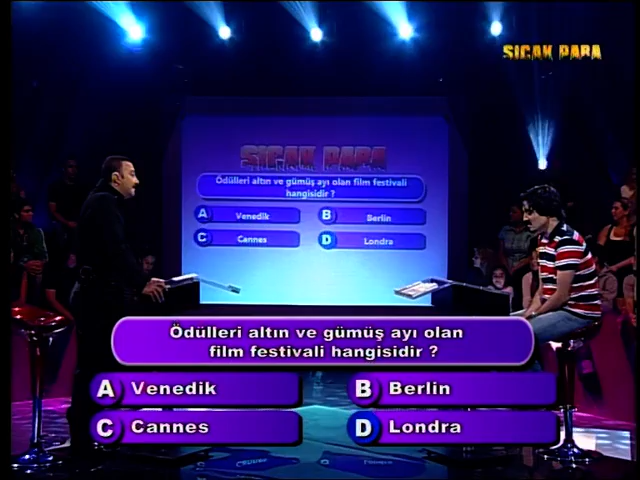 SICAK PARA
SICAK PARA
Ödülleri altın ve gümüş ayı olan film festivali
hangisidir ?
A Venedik
B Berlin
C Cannes
D Londra
Ödülleri altın ve gümüş ayı olan
film festivali hangisidir ?
A Venedik
B Berlin
C Cannes
D Londra